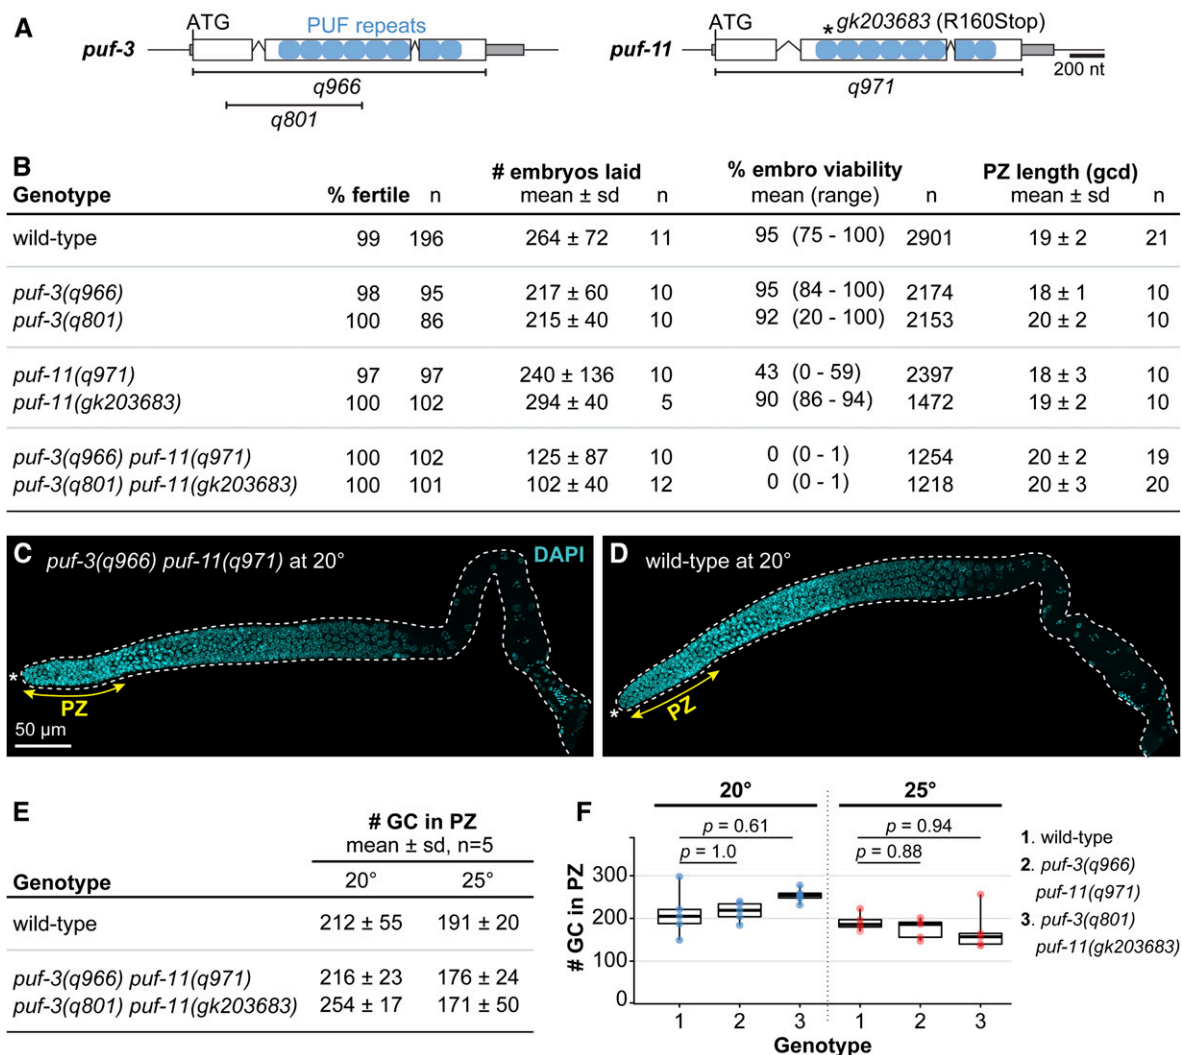 A
puf-3
ATG
PUF repeats
q966
q801
puf-11
ATG
* gk203683 (R160Stop)
q971
200 nt
B
# embryos laid % embro viability PZ length (gcd)
Genotype % fertile n mean ± sd n mean (range) n mean ± sd n
wild-type 99 196 264 ± 72 11 95 (75 - 100) 2901 19 ± 2 21
puf-3(q966) 98 95 217 ± 60 10 95 (84 - 100) 2174 18 ± 1 10
puf-3(q801) 100 86 215 ± 40 10 92 (20 - 100) 2153 20 ± 2 10
puf-11(q971) 97 97 240 ± 136 10 43 (0 - 59) 2397 18 ± 3 10
puf-11(gk203683) 100 102 294 ± 40 5 90 (86 - 94) 1472 19 ± 2 10
puf-3(q966) puf-11(q971) 100 102 125 ± 87 10 0 (0 - 1) 1254 20 ± 2 19
puf-3(q801) puf-11(gk203683) 100 101 102 ± 40 12 0 (0 - 1) 1218 20 ± 3 20
C puf-3(q966) puf-11(q971) at 20° DAPI
*
PZ
50 µm
D wild-type at 20°
*
PZ
E
# GC in PZ
mean ± sd, n=5
Genotype 20° 25°
wild-type 212 ± 55 191 ± 20
puf-3(q966) puf-11(q971) 216 ± 23 176 ± 24
puf-3(q801) puf-11(gk203683) 254 ± 17 171 ± 50
F
20° 25°
p = 0.61 p = 0.94
p = 1.0 p = 0.88
# GC in PZ
300
200
100
0
1 2 3 1 2 3
Genotype
1. wild-type
2. puf-3(q966)
puf-11(q971)
3. puf-3(q801)
puf-11(gk203683)